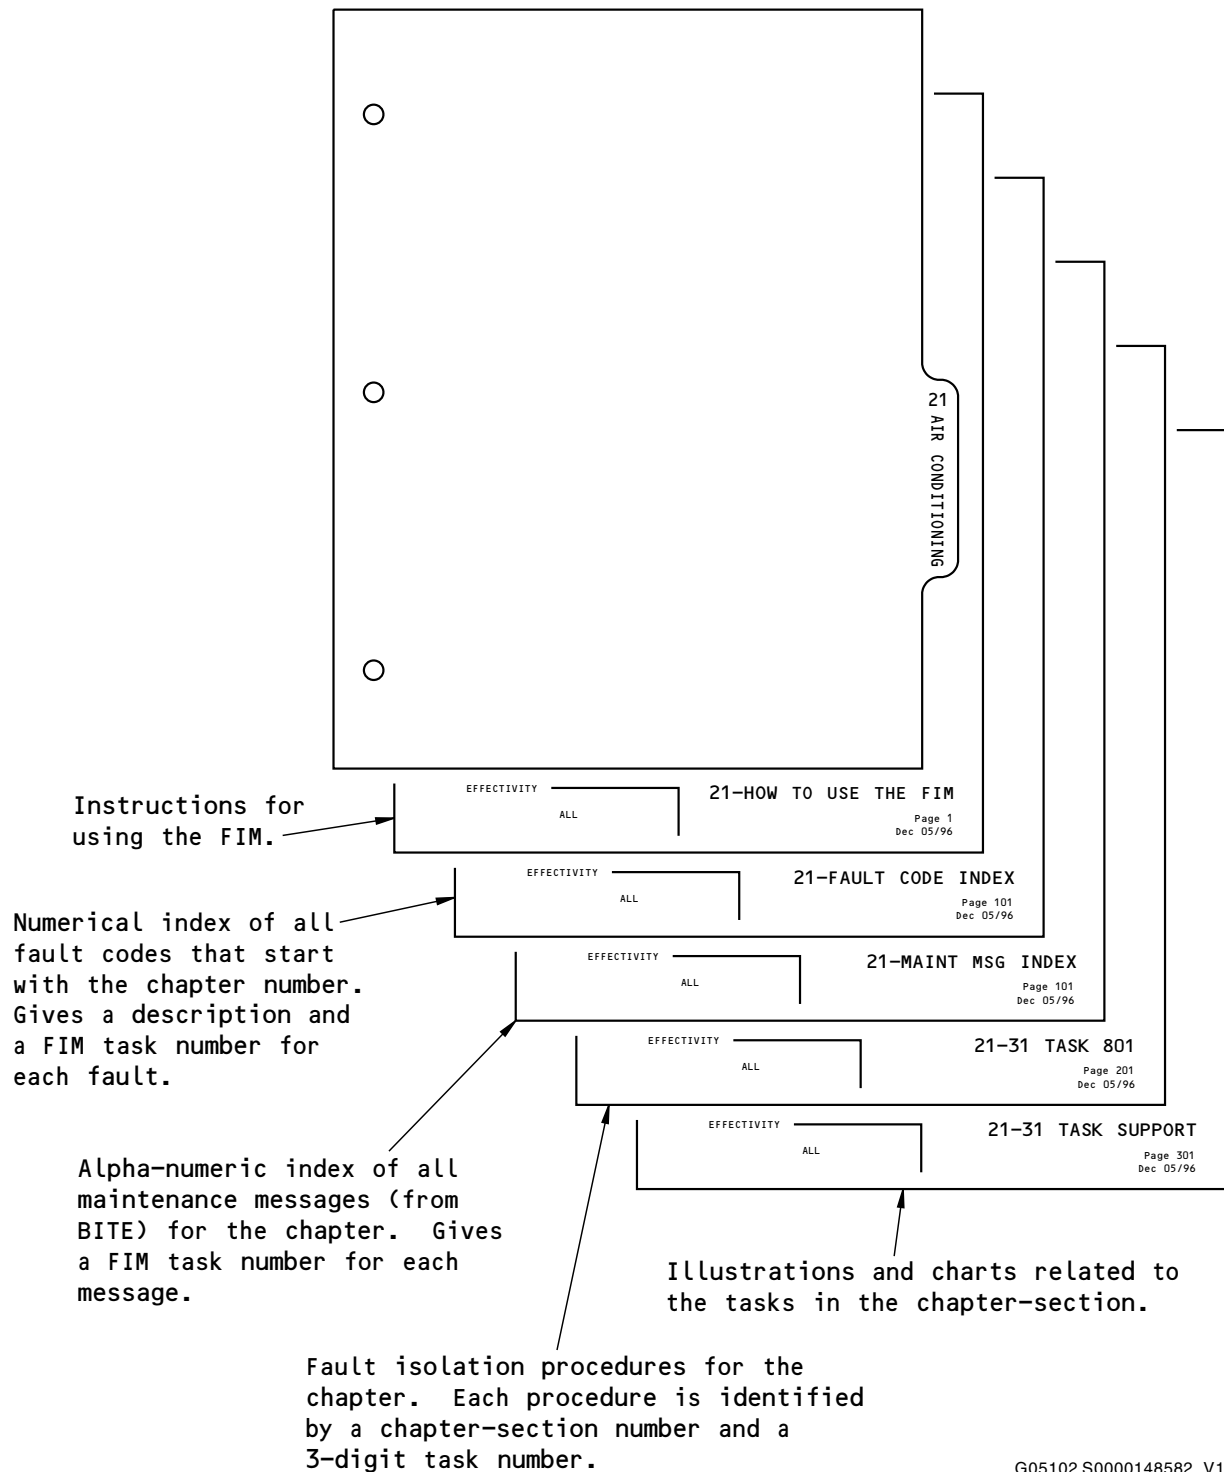 21 AIR CONDITIONING
Instructions for
using the FIM.
EFFECTIVITY
ALL
21-HOW TO USE THE FIM
Page 1
Dec 05/96
Numerical index of all
fault codes that start
with the chapter number.
Gives a description and
a FIM task number for
each fault.
EFFECTIVITY
ALL
21-FAULT CODE INDEX
Page 101
Dec 05/96
EFFECTIVITY
ALL
21-MAINT MSG INDEX
Page 101
Dec 05/96
Alpha-numeric index of all
maintenance messages (from
BITE) for the chapter.  Gives
a FIM task number for each
message.
EFFECTIVITY
ALL
21-31 TASK 801
Page 201
Dec 05/96
Fault isolation procedures for the
chapter.  Each procedure is identified
by a chapter-section number and a
3-digit task number.
EFFECTIVITY
ALL
21-31 TASK SUPPORT
Page 301
Dec 05/96
Illustrations and charts related to
the tasks in the chapter-section.
G05102 S0000148582_V1